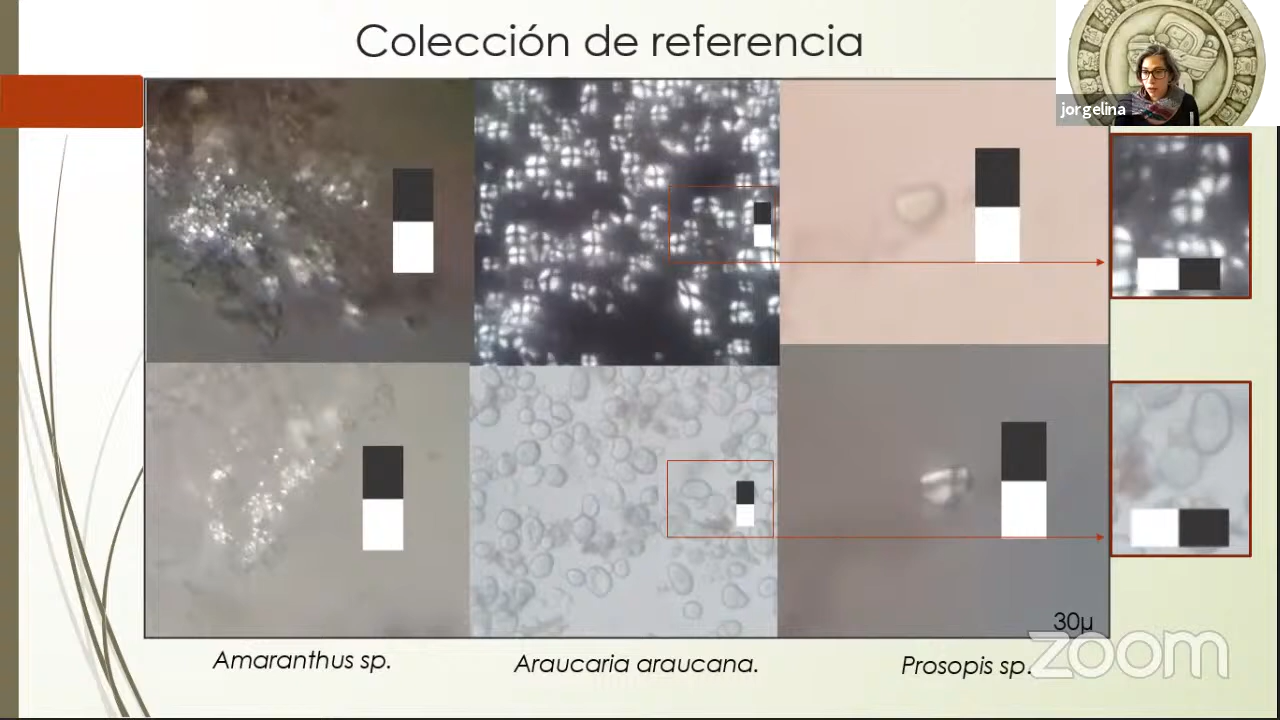 Colección de referencia
jorgelina
30µ
zoom
Amaranthus sp.
Araucaria araucana.
Prosopis sp.